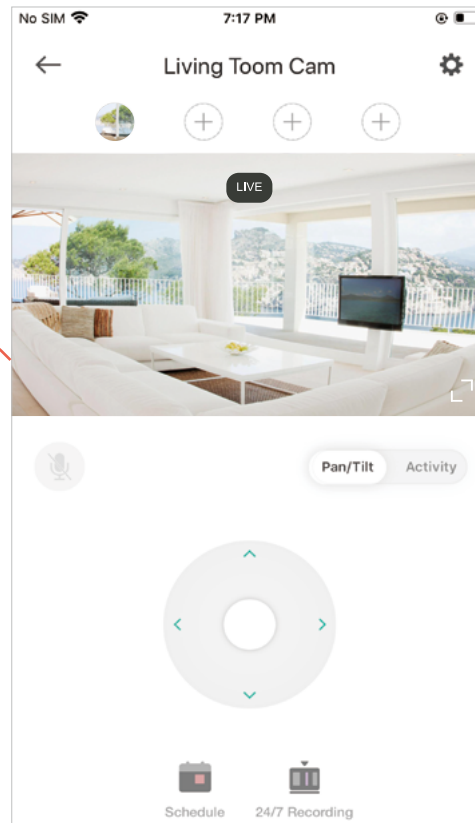 No SIM 7:17 PM
Living Toom Cam
LIVE
Pan/Tilt Activity
Schedule 24/7 Recording